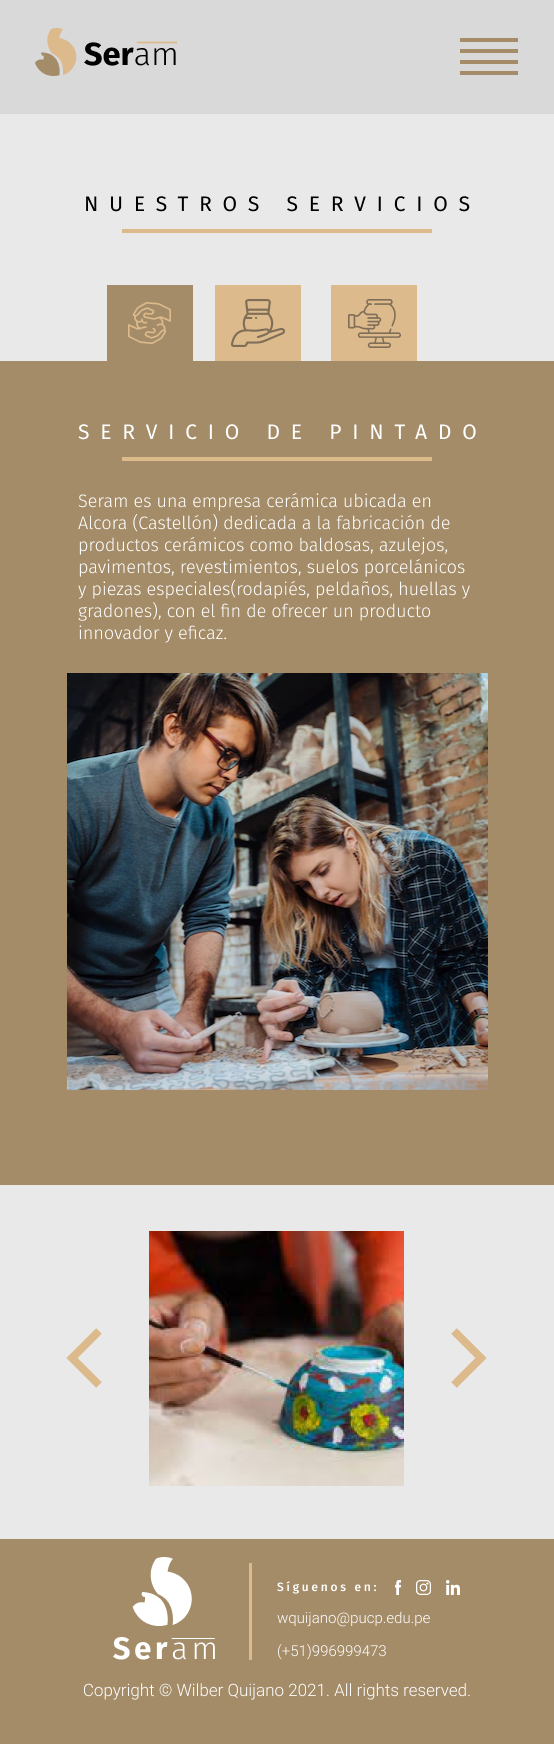 Seram
NUESTROS SERVICIOS
SERVICIO DE PINTADO
Seram es una empresa cerámica ubicada en
Alcora (Castellón) dedicada a la fabricación de
productos cerámicos como baldosas, azulejos,
pavimentos, revestimientos, suelos porcelánicos
y piezas especiales(rodapiés, peldaños, huellas y
gradones), con el fin de ofrecer un producto
innovador y eficaz.
Síguenos en:
wquijano@pucp.edu.pe
(+51)996999473
Seram
Copyright © Wilber Quijano 2021. All rights reserved.